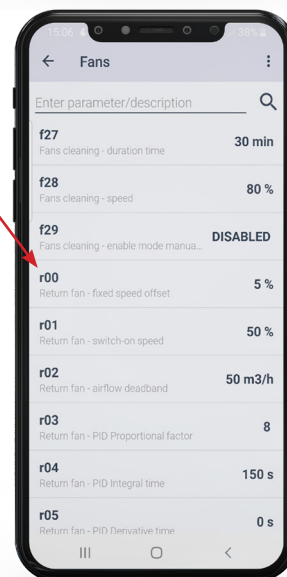 15:06
38%
Fans
Enter parameter/description
f27
30 min
Fans cleaning - duration time
f28
80 %
Fans cleaning - speed
f29
DISABLED
Fans cleaning - enable mode manua...
r00
5 %
Return fan - fixed speed offset
r01
50 %
Return fan - switch-on speed
r02
50 m3/h
Return fan - airflow deadband
r03
8
Return fan - PID Proportional factor
r04
150 s
Return fan - PID Integral time
r05
0 s
Return fan - PID Derivative time